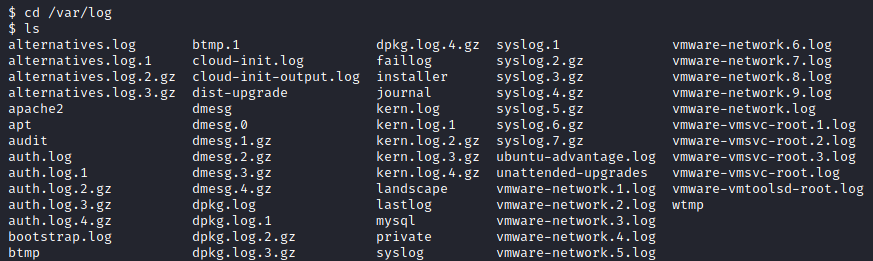 $ cd /var/log
$ ls
alternatives.log btmp.1 dpkg.log.4.gz syslog.1 vmware-network.6.log
alternatives.log.1 cloud-init.log faillog syslog.2.gz vmware-network.7.log
alternatives.log.2.gz cloud-init-output.log installer syslog.3.gz vmware-network.8.log
alternatives.log.3.gz dist-upgrade journal syslog.4.gz vmware-network.9.log
apache2 dmesg kern.log syslog.5.gz vmware-network.log
apt dmesg.0 kern.log.1 syslog.6.gz vmware-vmsvc-root.1.log
audit dmesg.1.gz kern.log.2.gz syslog.7.gz vmware-vmsvc-root.2.log
auth.log dmesg.2.gz kern.log.3.gz ubuntu-advantage.log vmware-vmsvc-root.3.log
auth.log.1 dmesg.3.gz kern.log.4.gz unattended-upgrades vmware-vmsvc-root.log
auth.log.2.gz dmesg.4.gz landscape vmware-network.1.log vmware-vmtoolsd-root.log
auth.log.3.gz dpkg.log lastlog vmware-network.2.log wtmp
auth.log.4.gz dpkg.log.1 mysql vmware-network.3.log
bootstrap.log dpkg.log.2.gz private vmware-network.4.log
btmp dpkg.log.3.gz syslog vmware-network.5.log